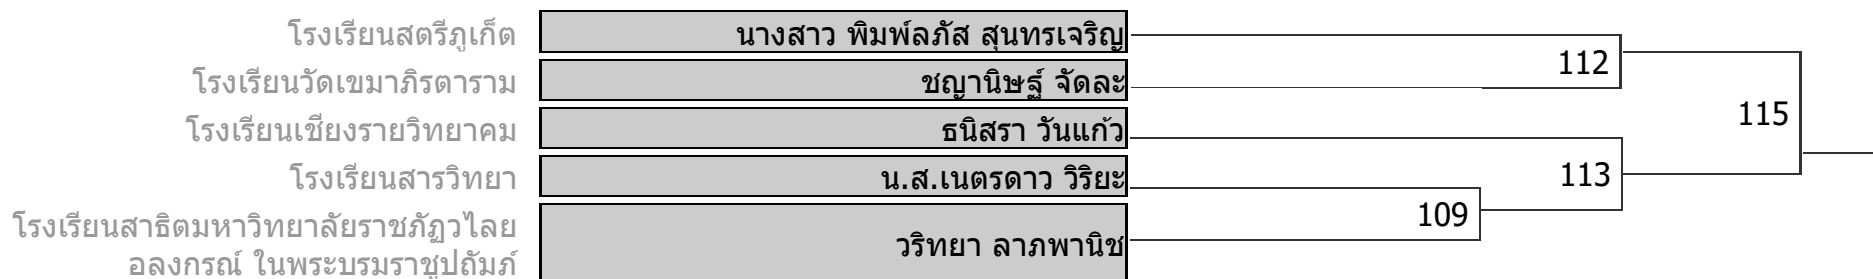 โรงเรียนสตรีภูเก็ต นางสาว พิมพ์ลภัส สุนทรเจริญ
112
โรงเรียนวัดเขมาภิรตาราม ชญานิษฐ์ จัดละ
115
โรงเรียนเชียงรายวิทยาคม ธนิสรา วันแก้ว
113
โรงเรียนสารวิทยา น.ส.เนตรดาว วิริยะ
109
โรงเรียนสาธิตมหาวิทยาลัยราชภัฏวไลย
อลงกรณ์ ในพระบรมราชูปถัมภ์
วริทยา ลาภพานิช